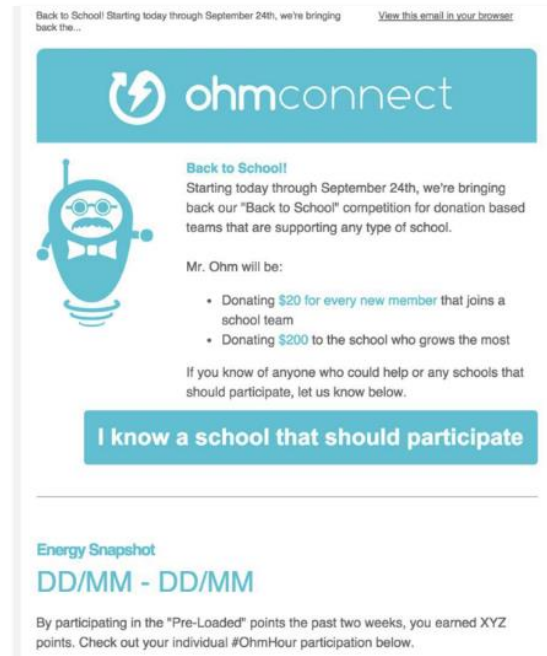 Back to School! Starting today through September 24th, we're bringing
back the...
View this email in your browser
ohmconnect
Back to School!
Starting today through September 24th, we're bringing
back our "Back to School" competition for donation based
teams that are supporting any type of school.
Mr. Ohm will be:
• Donating $20 for every new member that joins a
school team
• Donating $200 to the school who grows the most
If you know of anyone who could help or any schools that
should participate, let us know below.
I know a school that should participate
Energy Snapshot
DD/MM - DD/MM
By participating in the "Pre-Loaded" points the past two weeks, you earned XYZ
points. Check out your individual #OhmHour participation below.